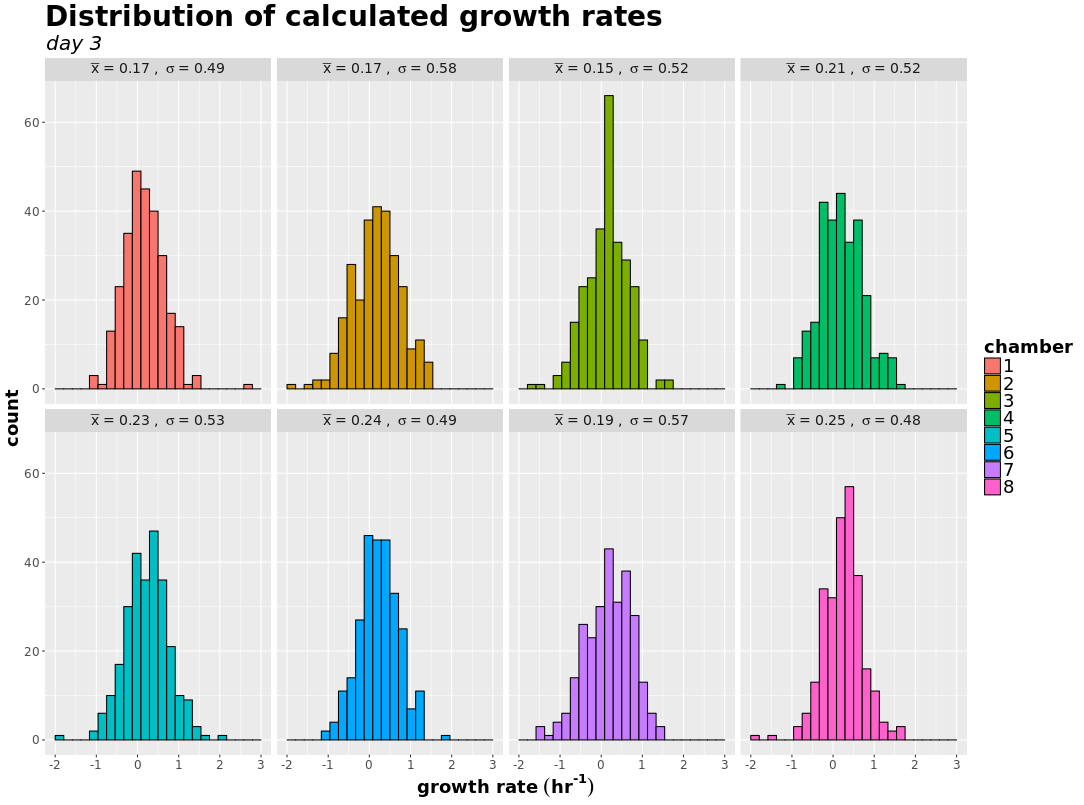 Distribution of calculated growth rates
day 3
x̅ = 0.17 , σ = 0.49
x̅ = 0.17 , σ = 0.58
x̅ = 0.15 , σ = 0.52
x̅ = 0.21 , σ = 0.52
60
40
20
0
x̅ = 0.23 , σ = 0.53
x̅ = 0.24 , σ = 0.49
x̅ = 0.19 , σ = 0.57
x̅ = 0.25 , σ = 0.48
60
40
20
0
count
-2 -1 0 1 2 3
-2 -1 0 1 2 3
-2 -1 0 1 2 3
-2 -1 0 1 2 3
growth rate (hr⁻¹)
chamber
1
2
3
4
5
6
7
8